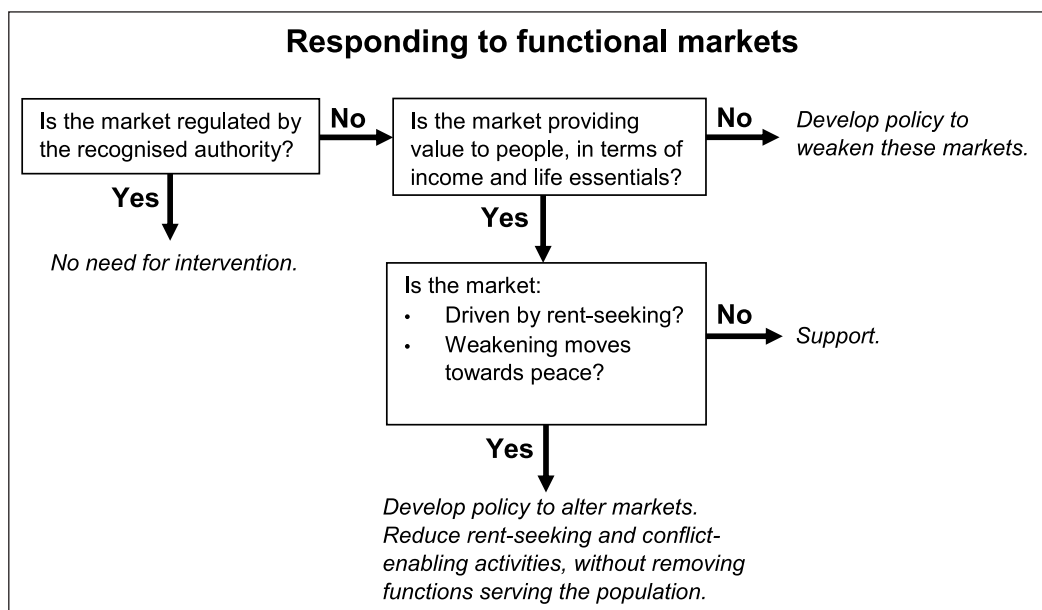 Responding to functional markets
Is the market regulated by
the recognised authority?
No
Is the market providing
value to people, in terms of
income and life essentials?
No
Develop policy to
weaken these markets.
Yes
No need for intervention.
Yes
Is the market:
• Driven by rent-seeking?
• Weakening moves
towards peace?
No
Support.
Yes
Develop policy to alter markets.
Reduce rent-seeking and conflict-
enabling activities, without removing
functions serving the population.